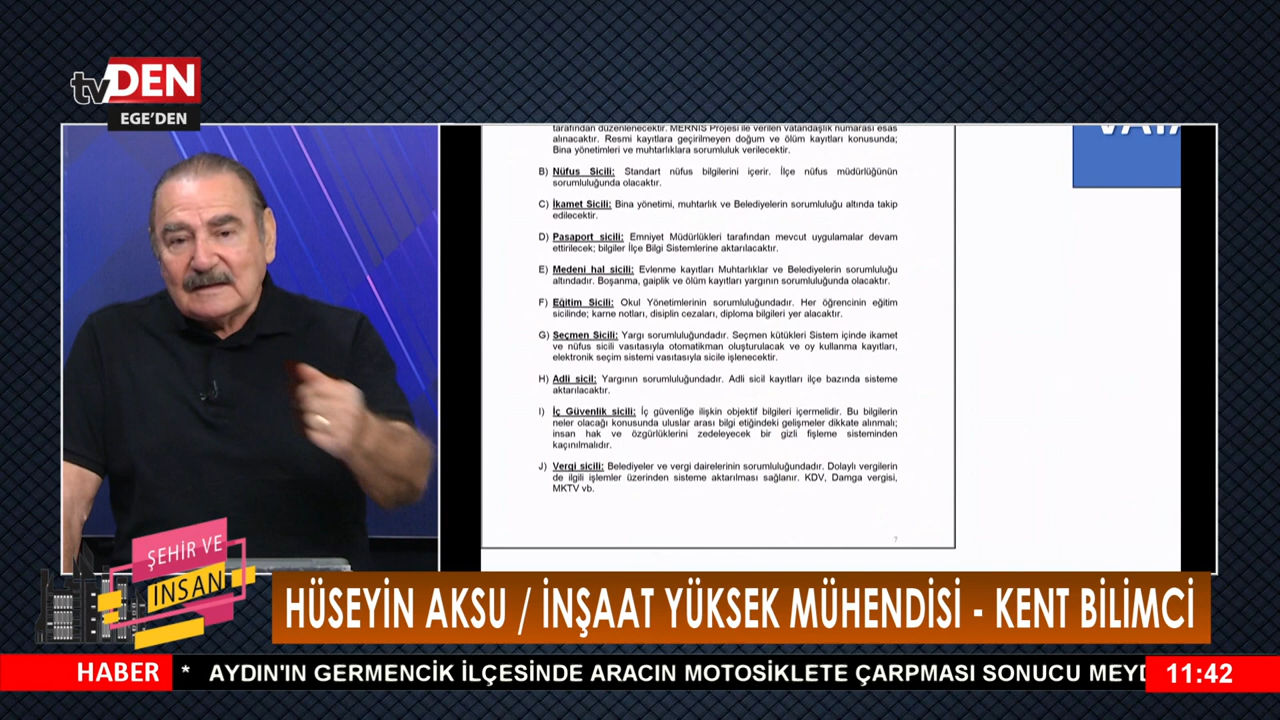 tvDEN
EGE'DEN
tarafından düzenlenecektir. MERNİS Projesi ile verilen vatandaşlık numarası esas
alınacaktır. Resmi kayıtlara geçirilmeyen doğum ve ölüm kayıtları konusunda;
Bina yönetimleri ve muhtarlıklara sorumluluk verilecektir.
B) Nüfus Sicili: Standart nüfus bilgilerini içerir. İlçe nüfus müdürlüğünün
sorumluluğunda olacaktır.
C) İkamet Sicili: Bina yönetimi, muhtarlık ve Belediyelerin sorumluluğu altında takip
edilecektir.
D) Pasaport sicili: Emniyet Müdürlükleri tarafından mevcut uygulamalar devam
ettirilecek; bilgiler İlçe Bilgi Sistemlerine aktarılacaktır.
E) Medeni hal sicili: Evlenme kayıtları Muhtarlıklar ve Belediyelerin sorumluluğu
altındadır. Boşanma, gaiplik ve ölüm kayıtları yargının sorumluluğunda olacaktır.
F) Eğitim Sicili: Okul Yönetimlerinin sorumluluğundadır. Her öğrencinin eğitim
sicilinde; karne notları, disiplin cezaları, diploma bilgileri yer alacaktır.
G) Seçmen Sicili: Yargı sorumluluğundadır. Seçmen kütükleri Sistem içinde ikamet
ve nüfus sicili vasıtasıyla otomatikman oluşturulacak ve oy kullanma kayıtları,
elektronik seçim sistemi vasıtasıyla sicile işlenecektir.
H) Adli sicil: Yargının sorumluluğundadır. Adli sicil kayıtları ilçe bazında sisteme
aktarılacaktır.
I) İç Güvenlik sicili: İç güvenliğe ilişkin objektif bilgileri içermelidir. Bu bilgilerin
neler olacağı konusunda uluslar arası bilgi etiğindeki gelişmeler dikkate alınmalı;
insan hak ve özgürlüklerini zedeleyecek bir gizli fişleme sisteminden
kaçınılmalıdır.
J) Vergi sicili: Belediyeler ve vergi dairelerinin sorumluluğundadır. Dolaylı vergilerin
de ilgili işlemler üzerinden sisteme aktarılması sağlanır. KDV, Damga vergisi,
MKTV vb.
7
ŞEHİR VE
INSAN
HÜSEYİN AKSU / İNŞAAT YÜKSEK MÜHENDİSİ - KENT BİLİMCİ
HABER * AYDIN'IN GERMENCİK İLÇESİNDE ARACIN MOTOSİKLETE ÇARPMASI SONUCU MEYD
11:42